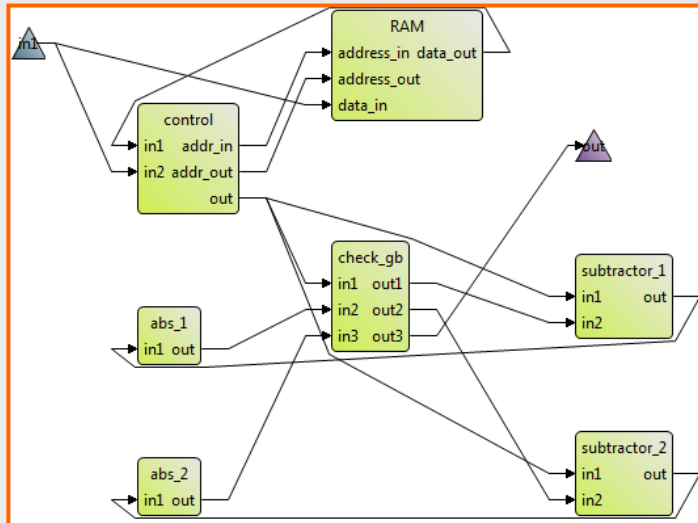 in1
RAM
address_in data_out
address_out
data_in
control
in1 addr_in
in2 addr_out
out
out
check_gb
in1 out1
in2 out2
in3 out3
subtractor_1
in1 out
in2
abs_1
in1 out
subtractor_2
in1 out
in2
abs_2
in1 out